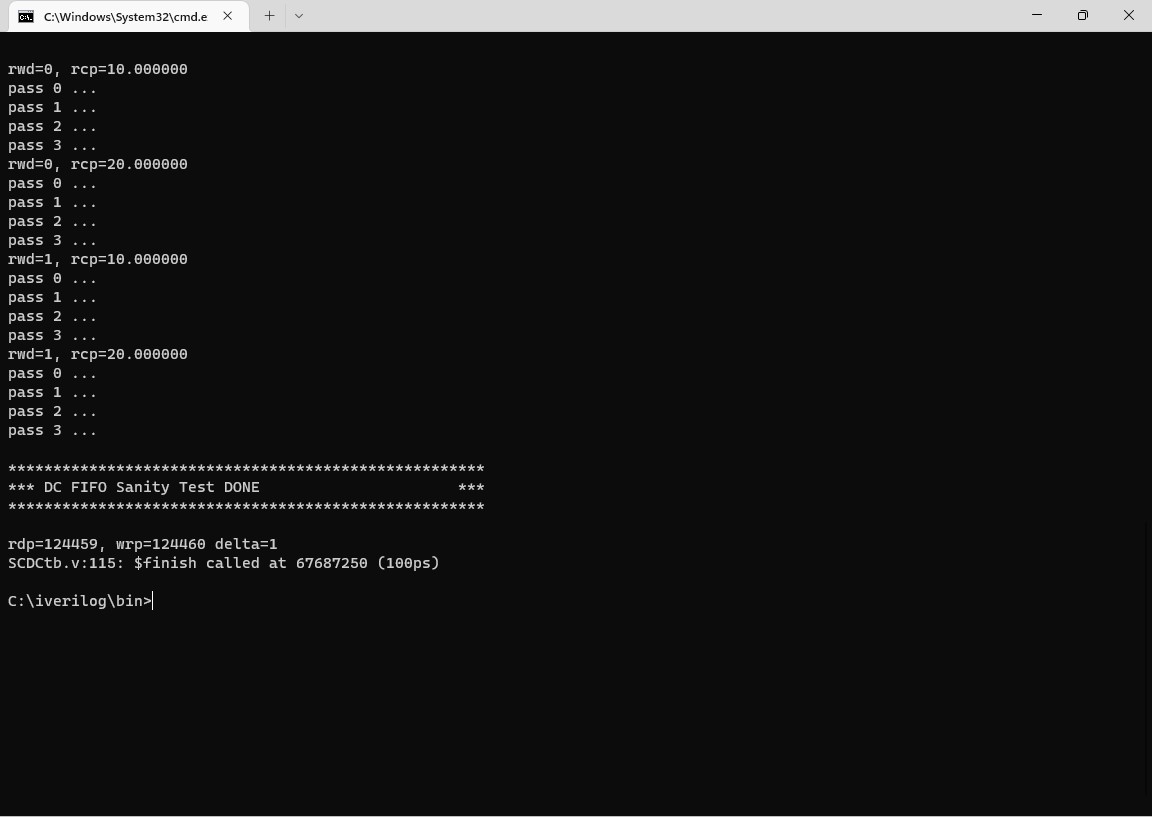 C:\Windows\System32\cmd.e
rwd=0, rcp=10.000000
pass 0 ...
pass 1 ...
pass 2 ...
pass 3 ...
rwd=0, rcp=20.000000
pass 0 ...
pass 1 ...
pass 2 ...
pass 3 ...
rwd=1, rcp=10.000000
pass 0 ...
pass 1 ...
pass 2 ...
pass 3 ...
rwd=1, rcp=20.000000
pass 0 ...
pass 1 ...
pass 2 ...
pass 3 ...
*****************************************************
*** DC FIFO Sanity Test DONE                      ***
*****************************************************
rdp=124459, wrp=124460 delta=1
SCDCtb.v:115: $finish called at 67687250 (100ps)
C:\iverilog\bin>